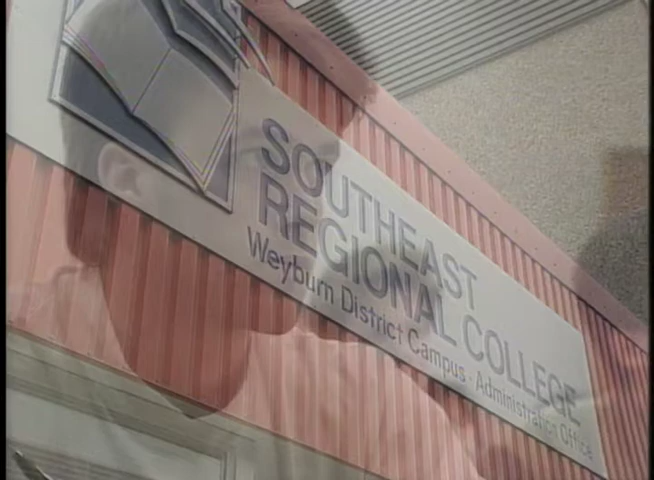 SOUTHEAST
REGIONAL COLLEGE
Weyburn District Campus - Administration Office